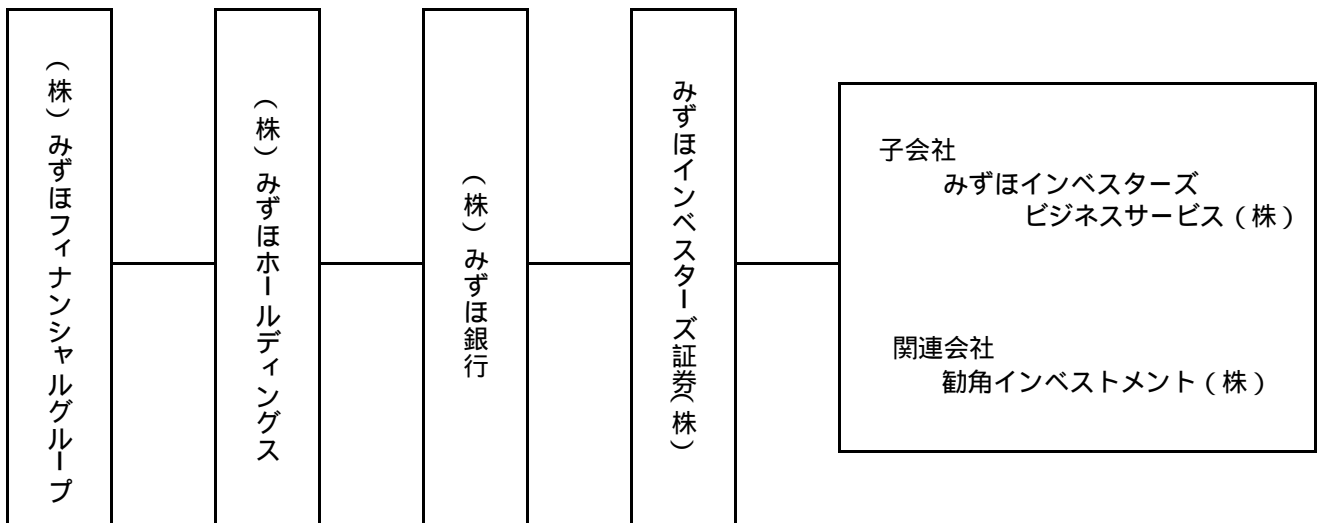 (株)みずほフィナンシャルグループ
(株)みずほホールディングス
(株)みずほ銀行
みずほインベスターズ証券(株)
子会社
みずほインベスターズ
ビジネスサービス(株)
関連会社
勧角インベストメント(株)